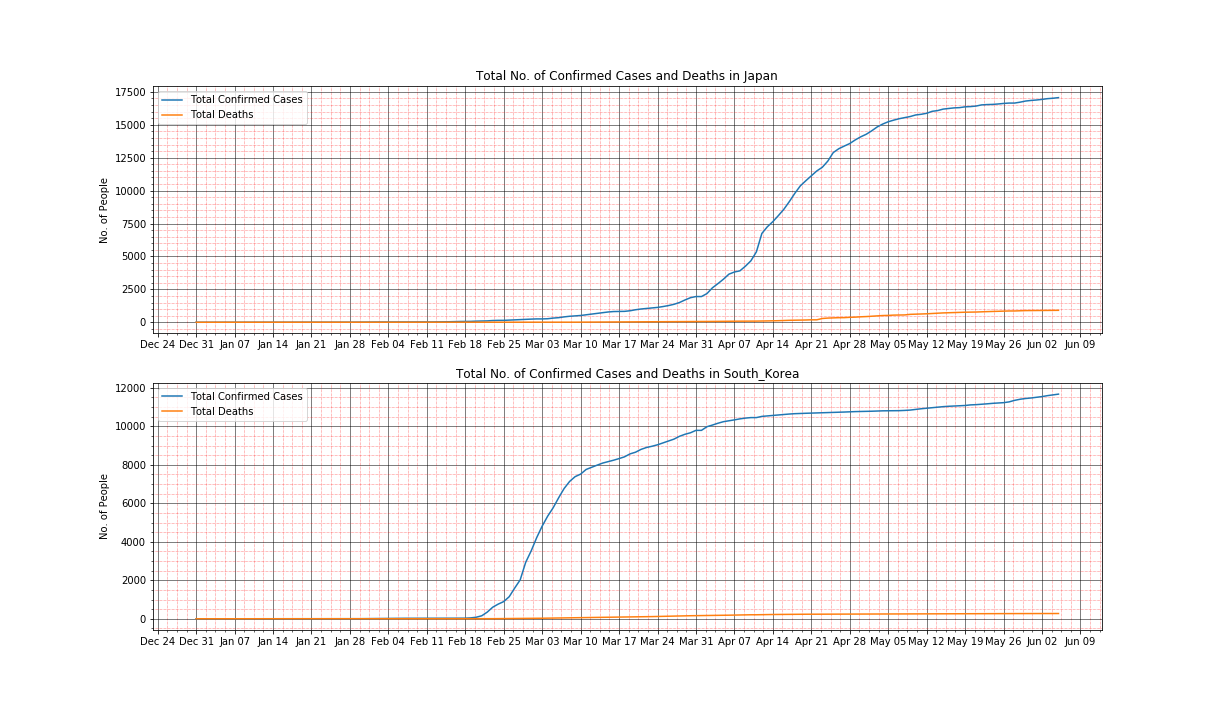 Total No. of Confirmed Cases and Deaths in Japan
Total Confirmed Cases
Total Deaths
No. of People
17500
15000
12500
10000
7500
5000
2500
0
Dec 24 Dec 31 Jan 07 Jan 14 Jan 21 Jan 28 Feb 04 Feb 11 Feb 18 Feb 25 Mar 03 Mar 10 Mar 17 Mar 24 Mar 31 Apr 07 Apr 14 Apr 21 Apr 28 May 05 May 12 May 19 May 26 Jun 02 Jun 09
Total No. of Confirmed Cases and Deaths in South_Korea
Total Confirmed Cases
Total Deaths
No. of People
12000
10000
8000
6000
4000
2000
0
Dec 24 Dec 31 Jan 07 Jan 14 Jan 21 Jan 28 Feb 04 Feb 11 Feb 18 Feb 25 Mar 03 Mar 10 Mar 17 Mar 24 Mar 31 Apr 07 Apr 14 Apr 21 Apr 28 May 05 May 12 May 19 May 26 Jun 02 Jun 09